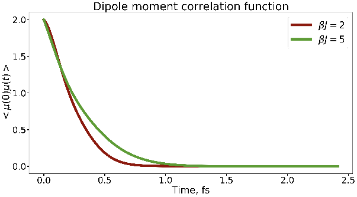 Dipole moment correlation function
βJ = 2
βJ = 5
< μ(0)μ(t) >
2.0
1.5
1.0
0.5
0.0
0.0 0.5 1.0 1.5 2.0 2.5
Time, fs